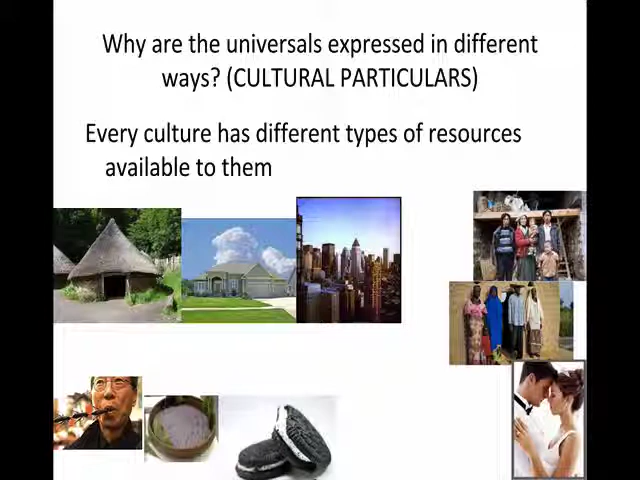 Why are the universals expressed in different
ways? (CULTURAL PARTICULARS)
Every culture has different types of resources
available to them